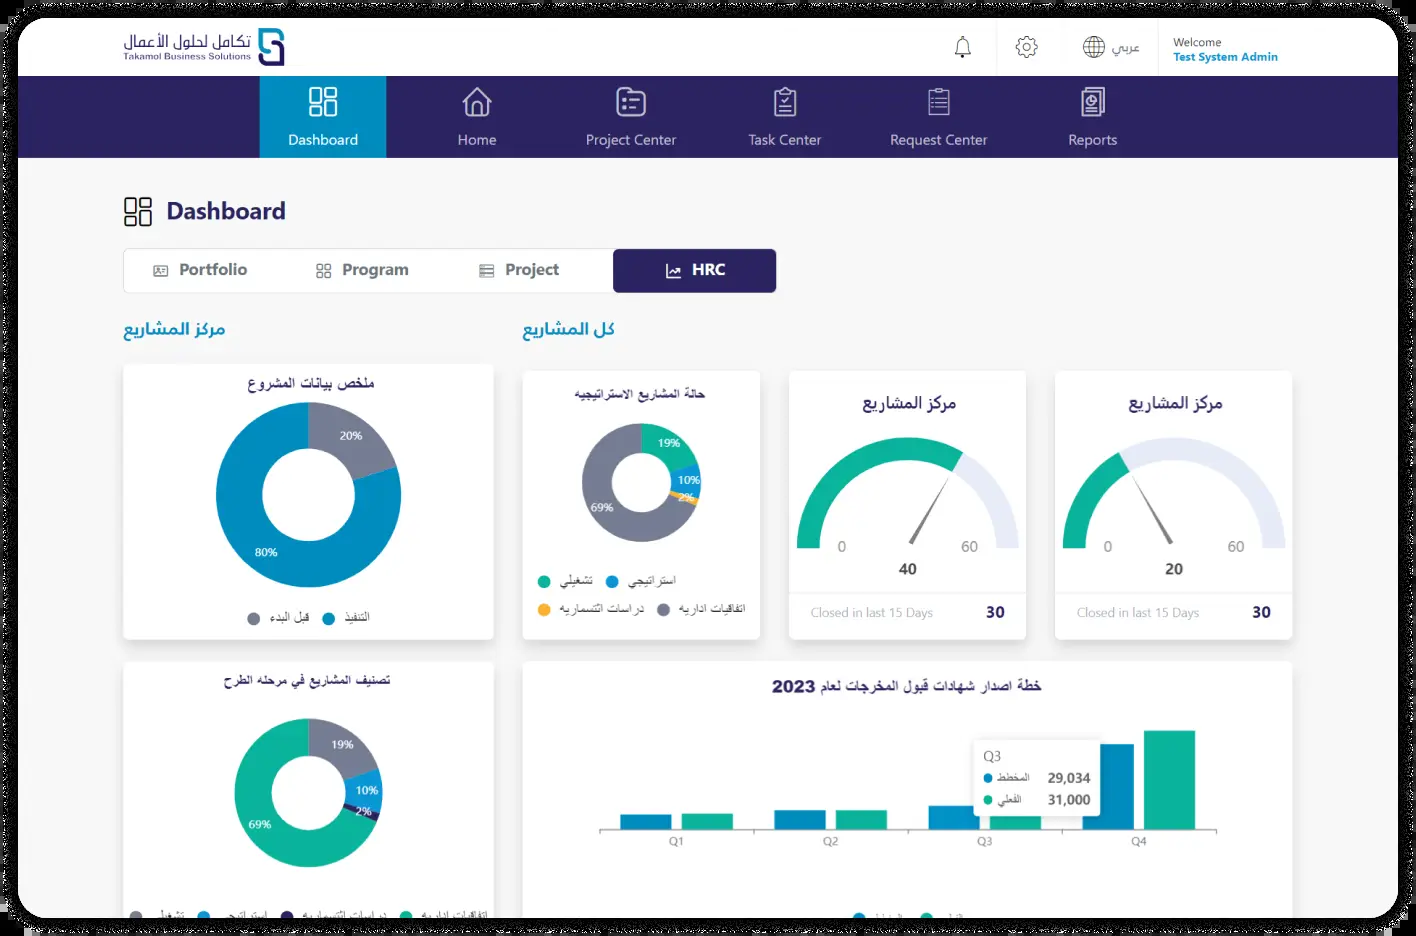 تكامل لحلول الأعمال
Takamol Business Solutions
عربي
Welcome
Test System Admin
Dashboard
Home
Project Center
Task Center
Request Center
Reports
Dashboard
Portfolio
Program
Project
HRC
مركز المشاريع
كل المشاريع
ملخص بيانات المشروع
20%
80%
قبل البدء
التنفيذ
حالة المشاريع الاستراتيجيه
19%
10%
2%
69%
تشغيلي
استراتيجي
دراسات الثتسماريه
اتفاقيات اداريه
مركز المشاريع
0
60
40
Closed in last 15 Days
30
مركز المشاريع
0
60
20
Closed in last 15 Days
30
تصنيف المشاريع في مرحله الطرح
19%
10%
2%
69%
خطة اصدار شهادات قبول المخرجات لعام 2023
Q3
المخطط 29,034
الفعلي 31,000
Q1
Q2
Q3
Q4